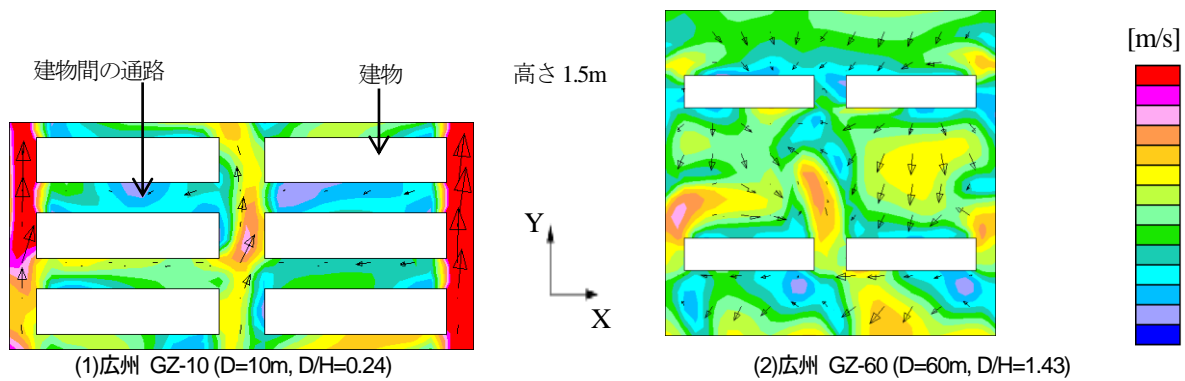 建物間の通路
建物
高さ 1.5m
[m/s]
Y
X
(1)広州 GZ-10 (D=10m, D/H=0.24)
(2)広州 GZ-60 (D=60m, D/H=1.43)